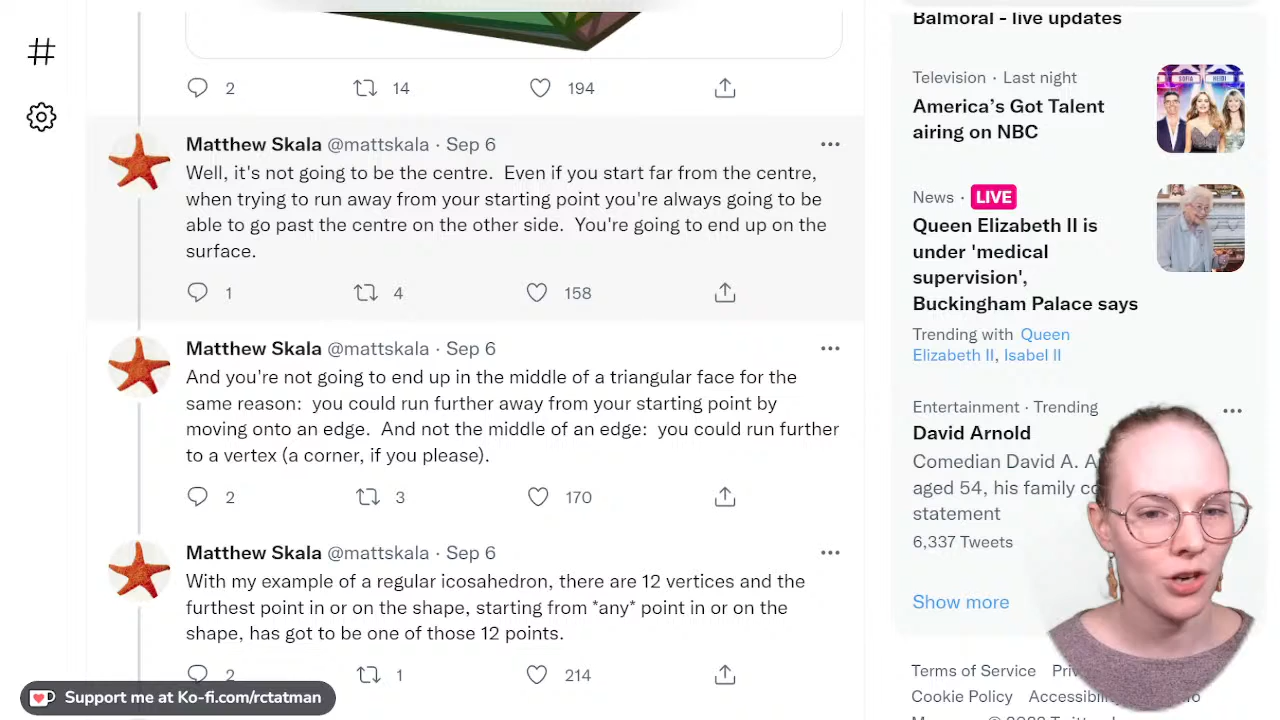 2
14
194
Matthew Skala @mattskala · Sep 6
Well, it's not going to be the centre. Even if you start far from the centre,
when trying to run away from your starting point you're always going to be
able to go past the centre on the other side. You're going to end up on the
surface.
1
4
158
Matthew Skala @mattskala · Sep 6
And you're not going to end up in the middle of a triangular face for the
same reason: you could run further away from your starting point by
moving onto an edge. And not the middle of an edge: you could run further
to a vertex (a corner, if you please).
2
3
170
Matthew Skala @mattskala · Sep 6
With my example of a regular icosahedron, there are 12 vertices and the
furthest point in or on the shape, starting from *any* point in or on the
shape, has got to be one of those 12 points.
2
1
214
Support me at Ko-fi.com/rctatman
Balmoral - live updates
Television · Last night
America's Got Talent
airing on NBC
News · LIVE
Queen Elizabeth II is
under 'medical
supervision',
Buckingham Palace says
Trending with Queen
Elizabeth II, Isabel II
Entertainment · Trending
David Arnold
Comedian David A.
aged 54, his family
statement
6,337 Tweets
Show more
Terms of Service
Cookie Policy